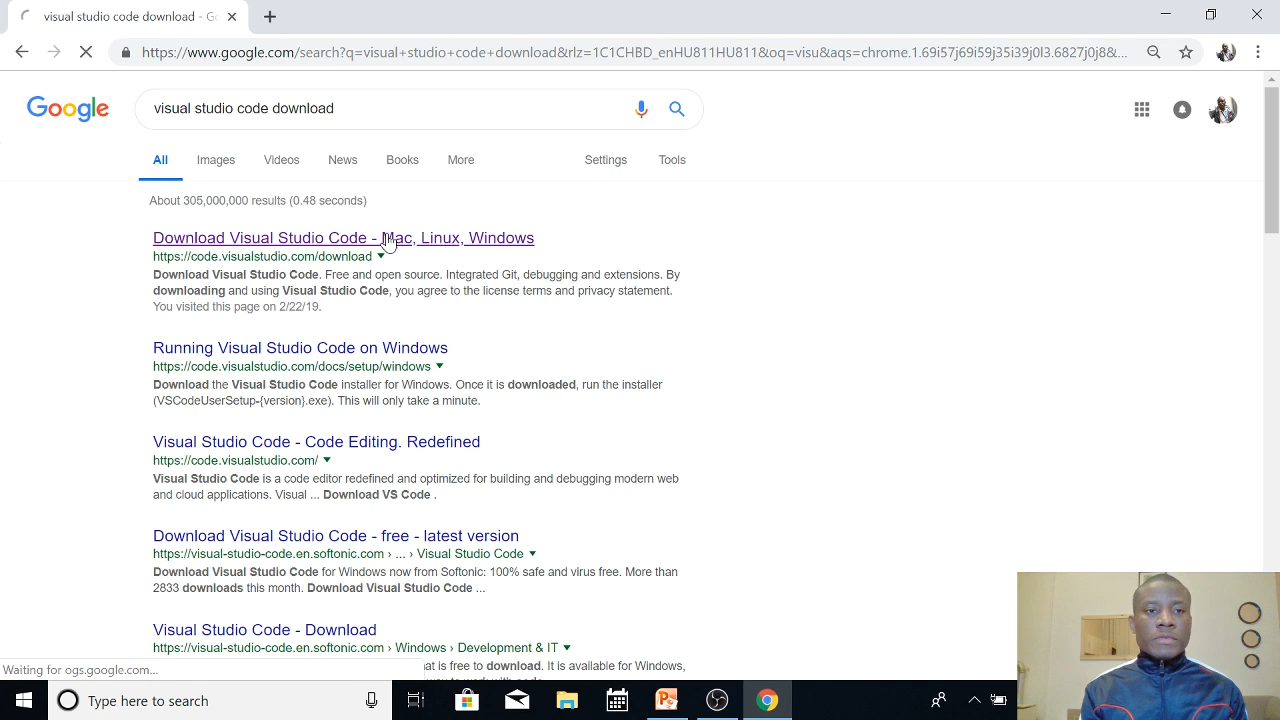 visual studio code download - Go
https://www.google.com/search?q=visual+studio+code+download&rlz=1C1CHBD_enHU811HU811&oq=visu&aqs=chrome.1.69i57j69i59j35i39j0l3.6827j0j8&...
Google
visual studio code download
All Images Videos News Books More Settings Tools
About 305,000,000 results (0.48 seconds)
Download Visual Studio Code - Mac, Linux, Windows
https://code.visualstudio.com/download
Download Visual Studio Code. Free and open source. Integrated Git, debugging and extensions. By
downloading and using Visual Studio Code, you agree to the license terms and privacy statement.
You visited this page on 2/22/19.
Running Visual Studio Code on Windows
https://code.visualstudio.com/docs/setup/windows
Download the Visual Studio Code installer for Windows. Once it is downloaded, run the installer
(VSCodeUserSetup-{version}.exe). This will only take a minute.
Visual Studio Code - Code Editing. Redefined
https://code.visualstudio.com/
Visual Studio Code is a code editor redefined and optimized for building and debugging modern web
and cloud applications. Visual ... Download VS Code .
Download Visual Studio Code - free - latest version
https://visual-studio-code.en.softonic.com › ... › Visual Studio Code
Download Visual Studio Code for Windows now from Softonic: 100% safe and virus free. More than
2833 downloads this month. Download Visual Studio Code ...
Visual Studio Code - Download
https://visual-studio-code.en.softonic.com › Windows › Development & IT
at is free to download. It is available for Windows,
Waiting for ogs.google.com...
Type here to search